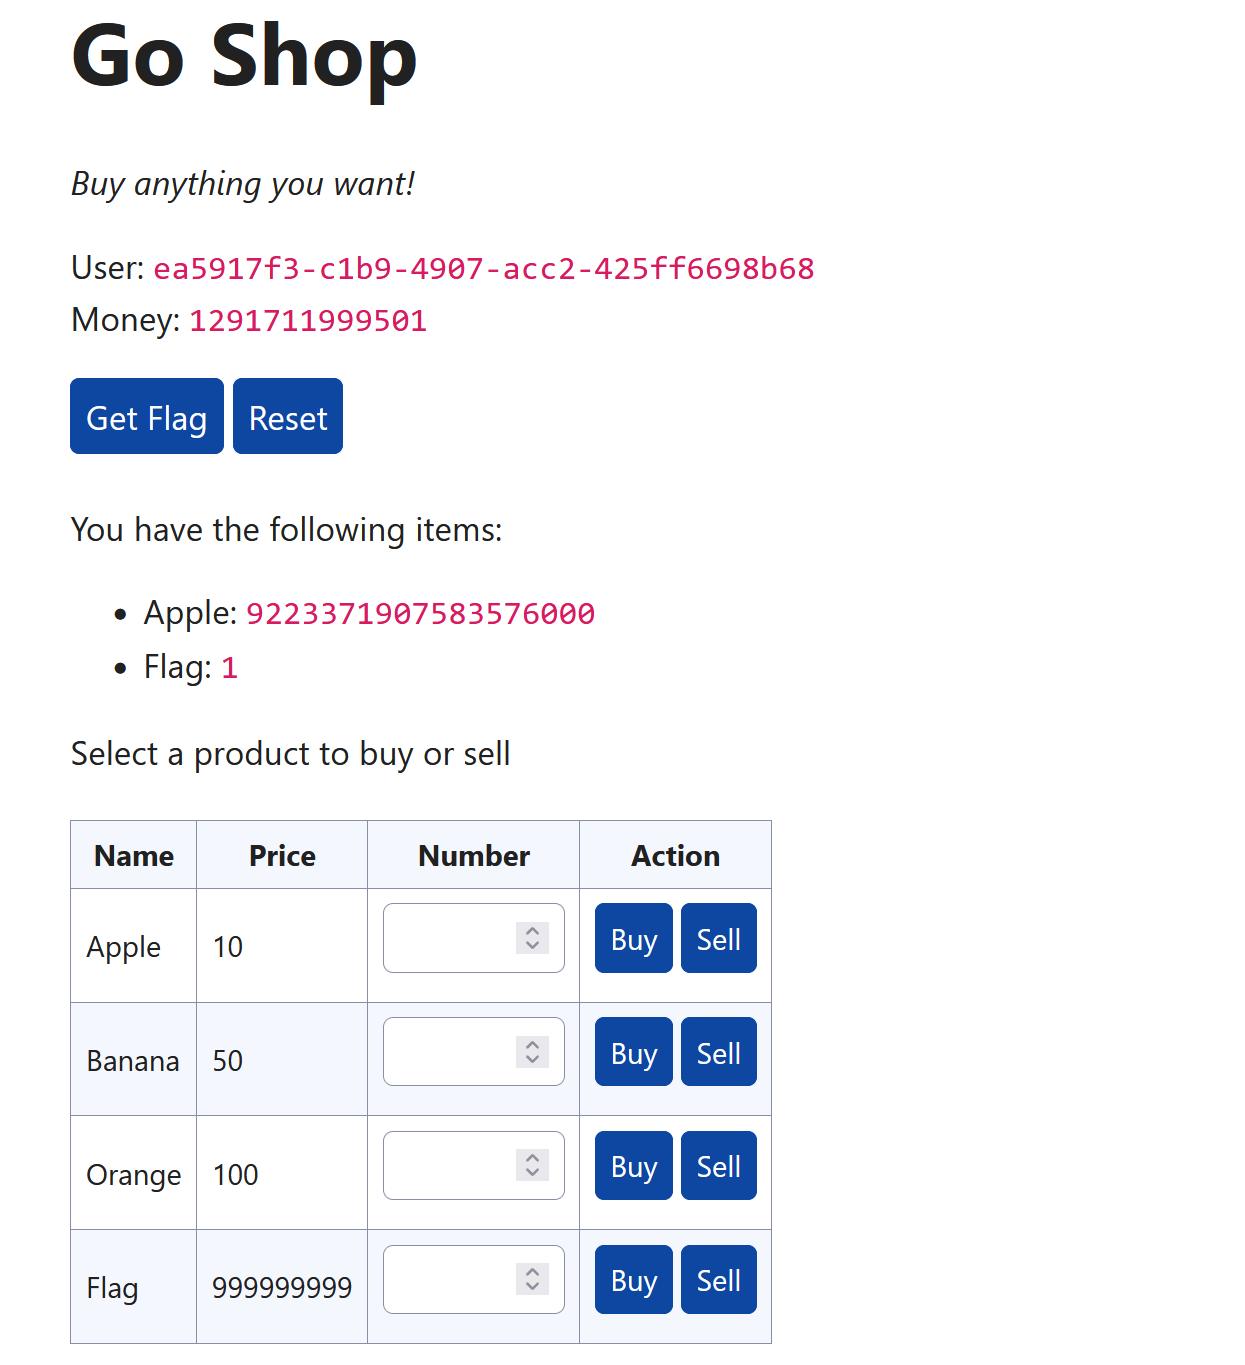 Go Shop
Buy anything you want!
User: ea5917f3-c1b9-4907-acc2-425ff6698b68
Money: 1291711999501
Get Flag Reset
You have the following items:
Apple: 9223371907583576000
Flag: 1
Select a product to buy or sell
Name Price Number Action
Apple 10 Buy Sell
Banana 50 Buy Sell
Orange 100 Buy Sell
Flag 999999999 Buy Sell